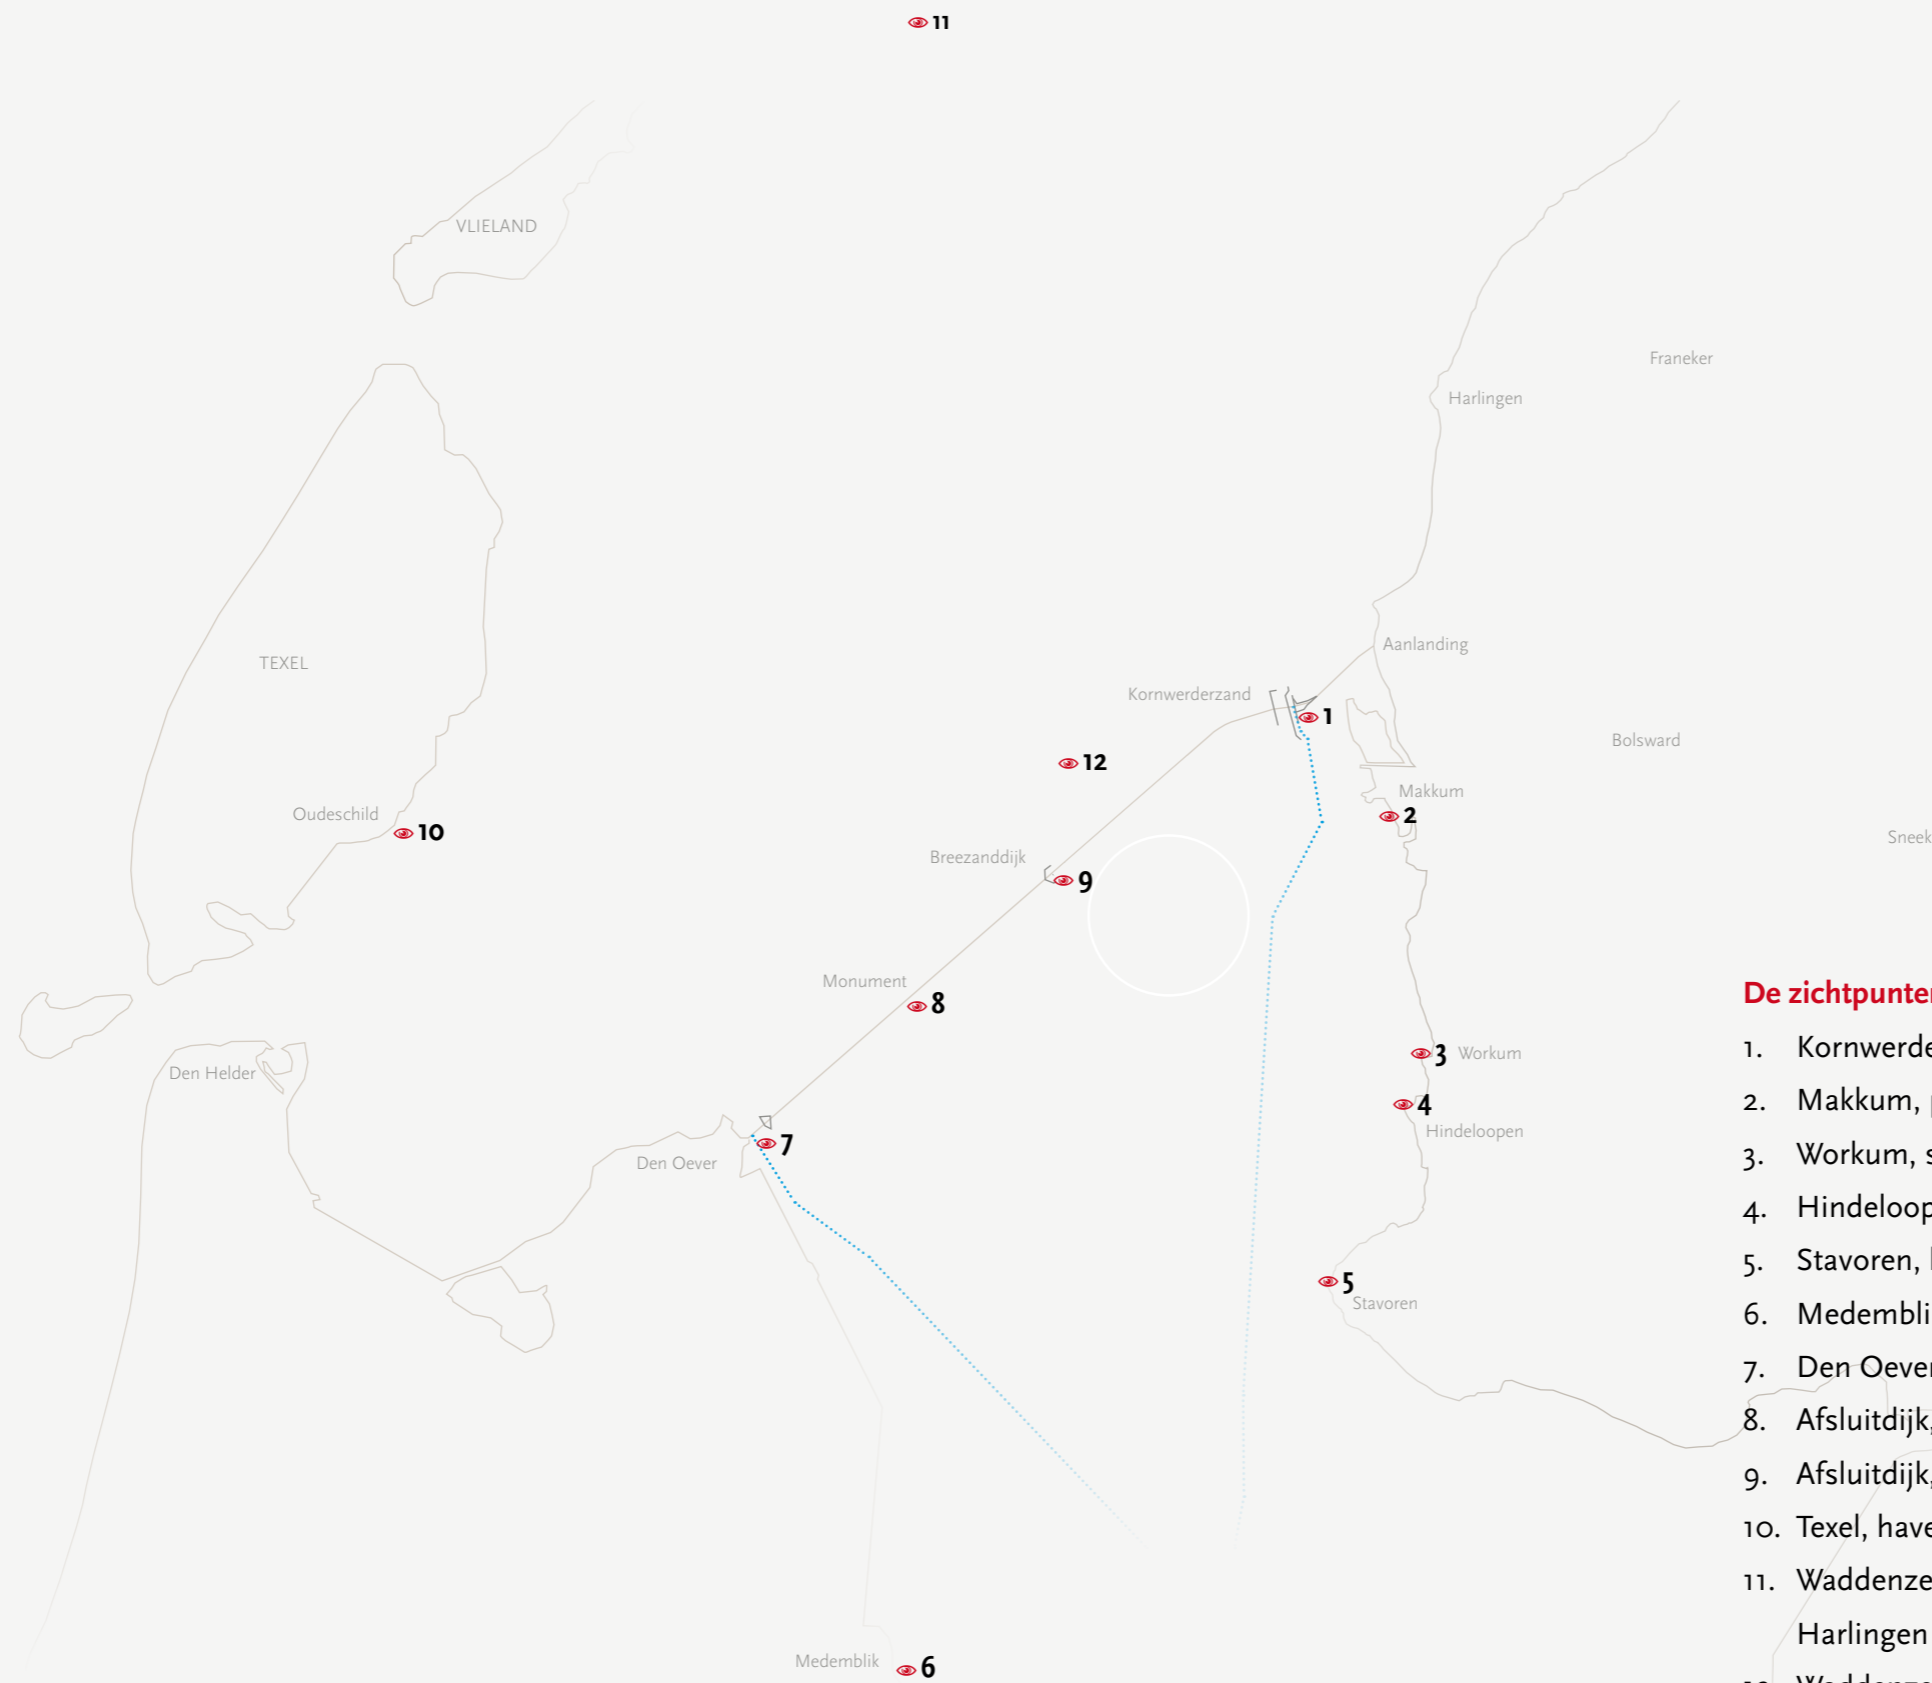 11
VLIELAND
Franeker
Harlingen
Aanlanding
TEXEL
Kornwerderzand
1
Bolsward
12
Makkum
2
Oudeschild
10
Sneek
Breezanddijk
9
Monument
8
3 Workum
Den Helder
4
Hindeloopen
7
Den Oever
5
Stavoren
Medemblik
6
De zichtpunten
1. Kornwerde
2. Makkum,
3. Workum, s
4. Hindeloop
5. Stavoren,
6. Medembli
7. Den Oever
8. Afsluitdijk,
9. Afsluitdijk,
10. Texel, have
11. Waddenze
Harlingen